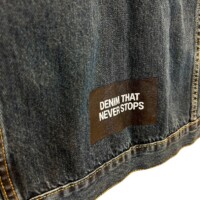 DENIM THAT
NEVER STOPS